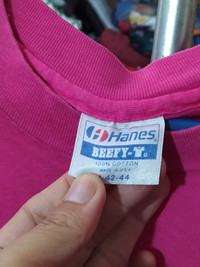 Hanes
BEEFY-T
100% COTTON
MADE IN U.S.A.
42-44